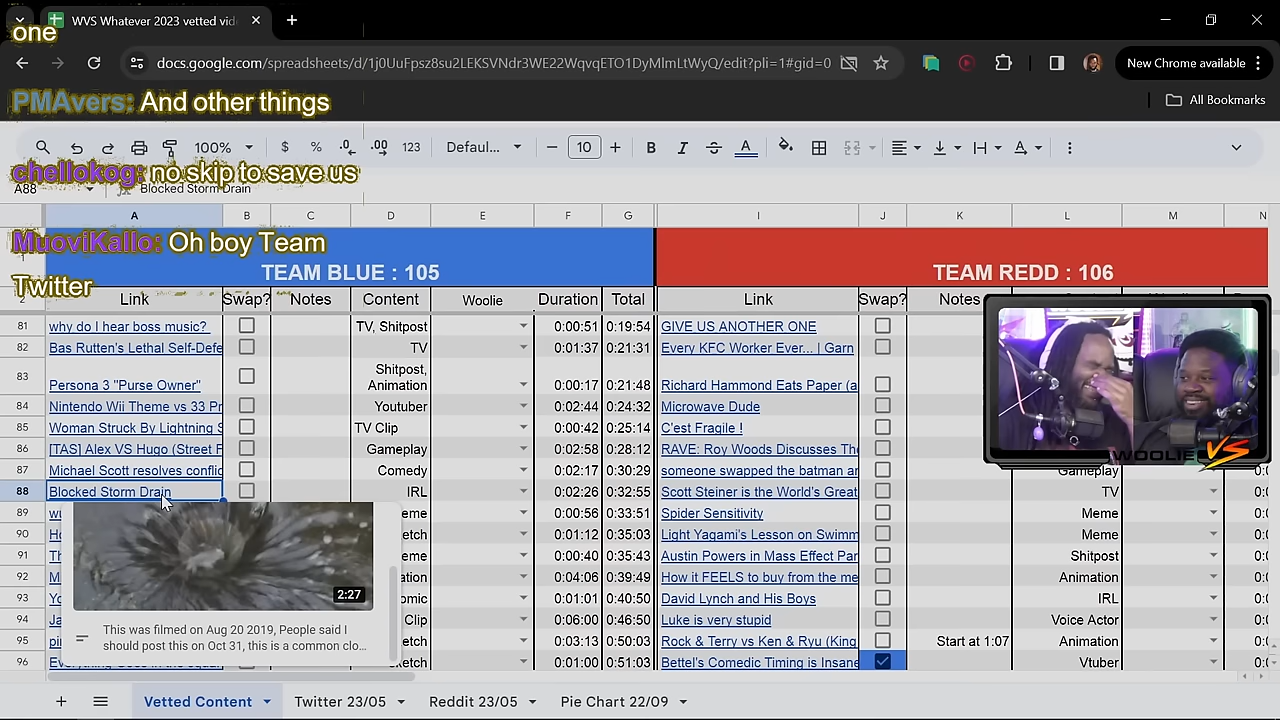 WVS Whatever 2023 vetted vid
one
docs.google.com/spreadsheets/d/1j0UuFpsz8su2LEKSVNdr3WE22WqvqETO1DyMlmLtWyQ/edit?pli=1#gid=0
New Chrome available
All Bookmarks
PMAvers: And other things
100% $ % .0 .00 123 Defaul... 10 B I
chellokog: no skip to save us
A88 Blocked Storm Drain
A B C D E F G I J K L M N
MuoviKallo: Oh boy Team
Twitter
TEAM BLUE : 105 TEAM REDD : 106
2 Link Swap? Notes Content Woolie Duration Total Link Swap? Notes
81 why do I hear boss music? TV, Shitpost 0:00:51 0:19:54 GIVE US ANOTHER ONE
82 Bas Rutten's Lethal Self-Defe TV 0:01:37 0:21:31 Every KFC Worker Ever... | Garn
83 Persona 3 "Purse Owner" Shitpost, Animation 0:00:17 0:21:48 Richard Hammond Eats Paper (a
84 Nintendo Wii Theme vs 33 Pr Youtuber 0:02:44 0:24:32 Microwave Dude
85 Woman Struck By Lightning S TV Clip 0:00:42 0:25:14 C'est Fragile !
86 [TAS] Alex VS Hugo (Street F Gameplay 0:02:58 0:28:12 RAVE: Roy Woods Discusses The
87 Michael Scott resolves conflic Comedy 0:02:17 0:30:29 someone swapped the batman ar Gameplay
88 Blocked Storm Drain IRL 0:02:26 0:32:55 Scott Steiner is the World's Great TV
89 eme 0:00:56 0:33:51 Spider Sensitivity Meme
90 etch 0:01:12 0:35:03 Light Yagami's Lesson on Swimm Meme
91 eme 0:00:40 0:35:43 Austin Powers in Mass Effect Par Shitpost
92 ation 0:04:06 0:39:49 How it FEELS to buy from the me Animation
93 omic 0:01:01 0:40:50 David Lynch and His Boys IRL
94 Clip 0:06:00 0:46:50 Luke is very stupid Voice Actor
95 etch 0:03:13 0:50:03 Rock & Terry vs Ken & Ryu (King Start at 1:07 Animation
96 ketch 0:01:00 0:51:03 Bettel's Comedic Timing is Insane Vtuber
2:27
This was filmed on Aug 20 2019, People said I
should post this on Oct 31, this is a common clo...
WOOLIE VS
Vetted Content Twitter 23/05 Reddit 23/05 Pie Chart 22/09